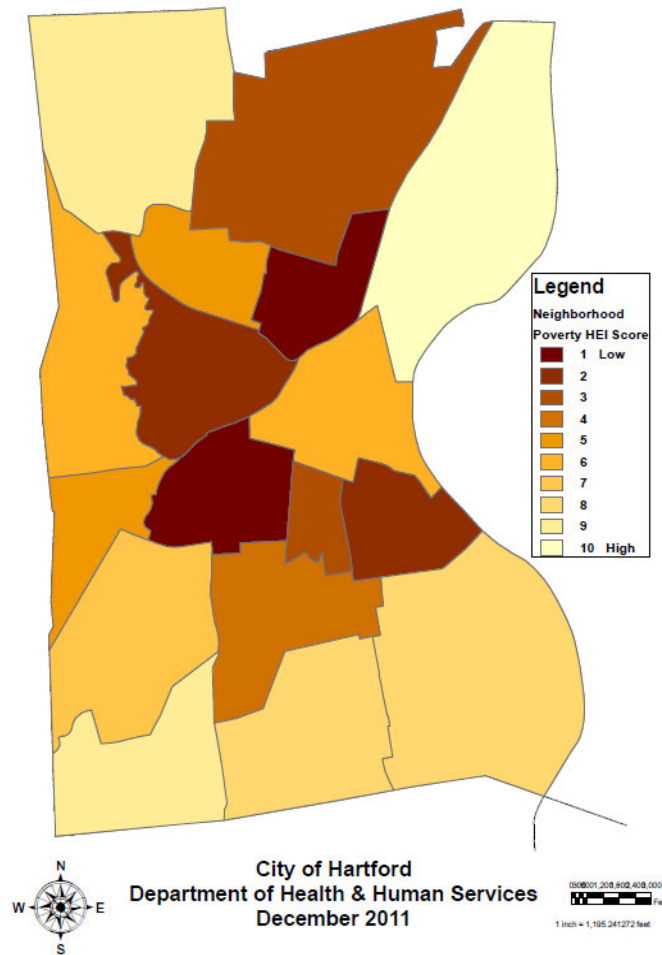 Legend
Neighborhood
Poverty HEI Score
1 Low
2
3
4
5
6
7
8
9
10 High
N
W E
S
City of Hartford
Department of Health & Human Services
December 2011
Fe
1 inch = 1,195.241272 feet